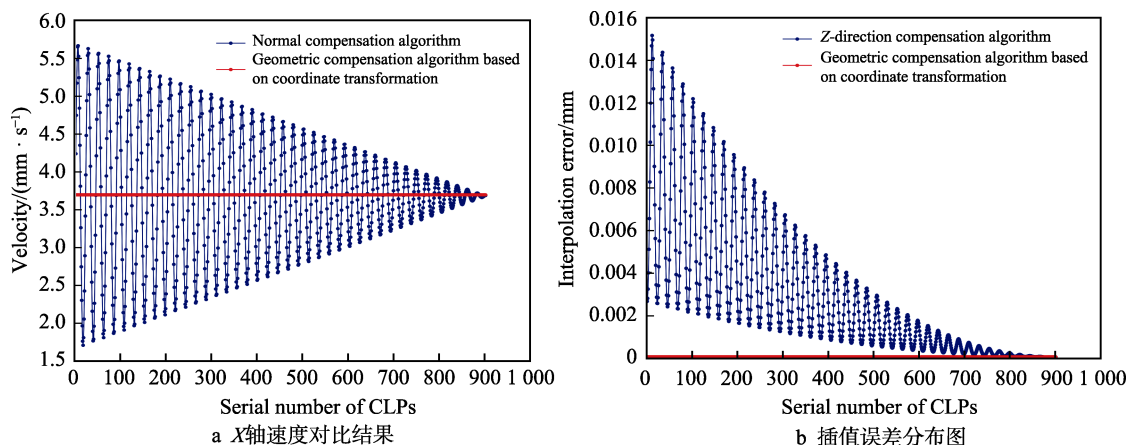 6.0
5.5
5.0
4.5
4.0
3.5
3.0
2.5
2.0
1.5
Velocity/(mm · s⁻¹)
Normal compensation algorithm
Geometric compensation algorithm based
on coordinate transformation
0 100 200 300 400 500 600 700 800 900 1 000
Serial number of CLPs
a X轴速度对比结果
0.016
0.014
0.012
0.010
0.008
0.006
0.004
0.002
0
Interpolation error/mm
Z-direction compensation algorithm
Geometric compensation algorithm based
on coordinate transformation
0 100 200 300 400 500 600 700 800 900 1 000
Serial number of CLPs
b 插值误差分布图